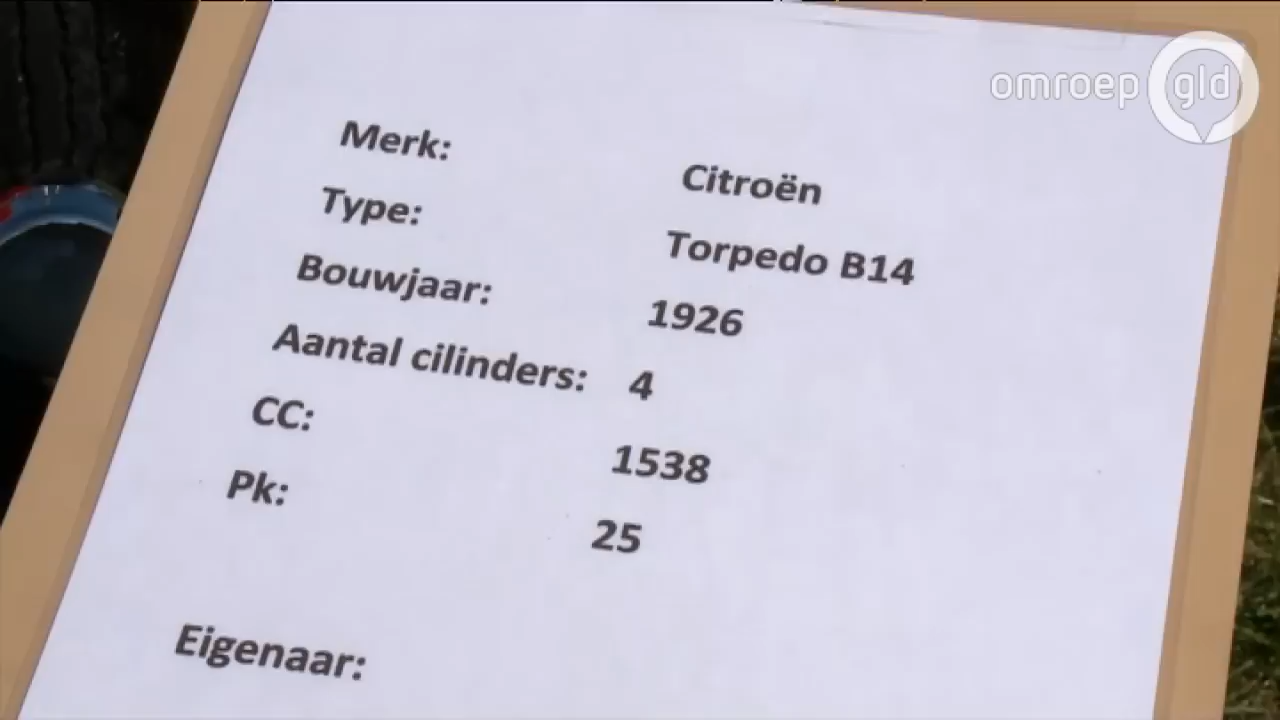 omroep gld
Merk: Citroën
Type: Torpedo B14
Bouwjaar: 1926
Aantal cilinders: 4
CC: 1538
Pk: 25
Eigenaar: